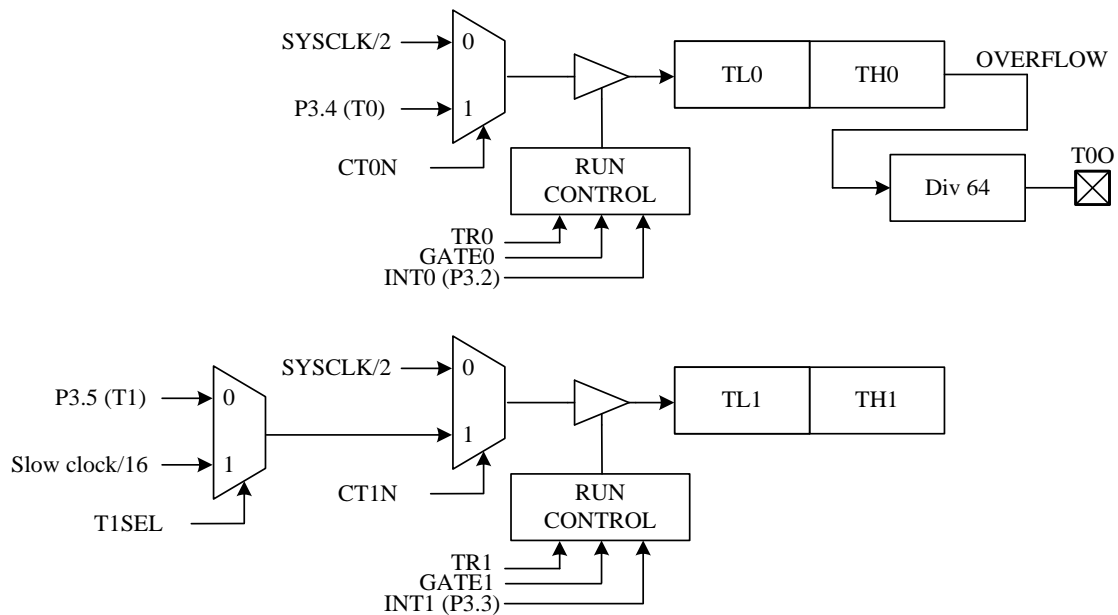 SYSCLK/2
0
TL0
TH0
OVERFLOW
P3.4 (T0)
1
CT0N
RUN
CONTROL
Div 64
T0O
TR0
GATE0
INT0 (P3.2)
SYSCLK/2
0
P3.5 (T1)
0
TL1
TH1
1
Slow clock/16
1
CT1N
RUN
CONTROL
T1SEL
TR1
GATE1
INT1 (P3.3)